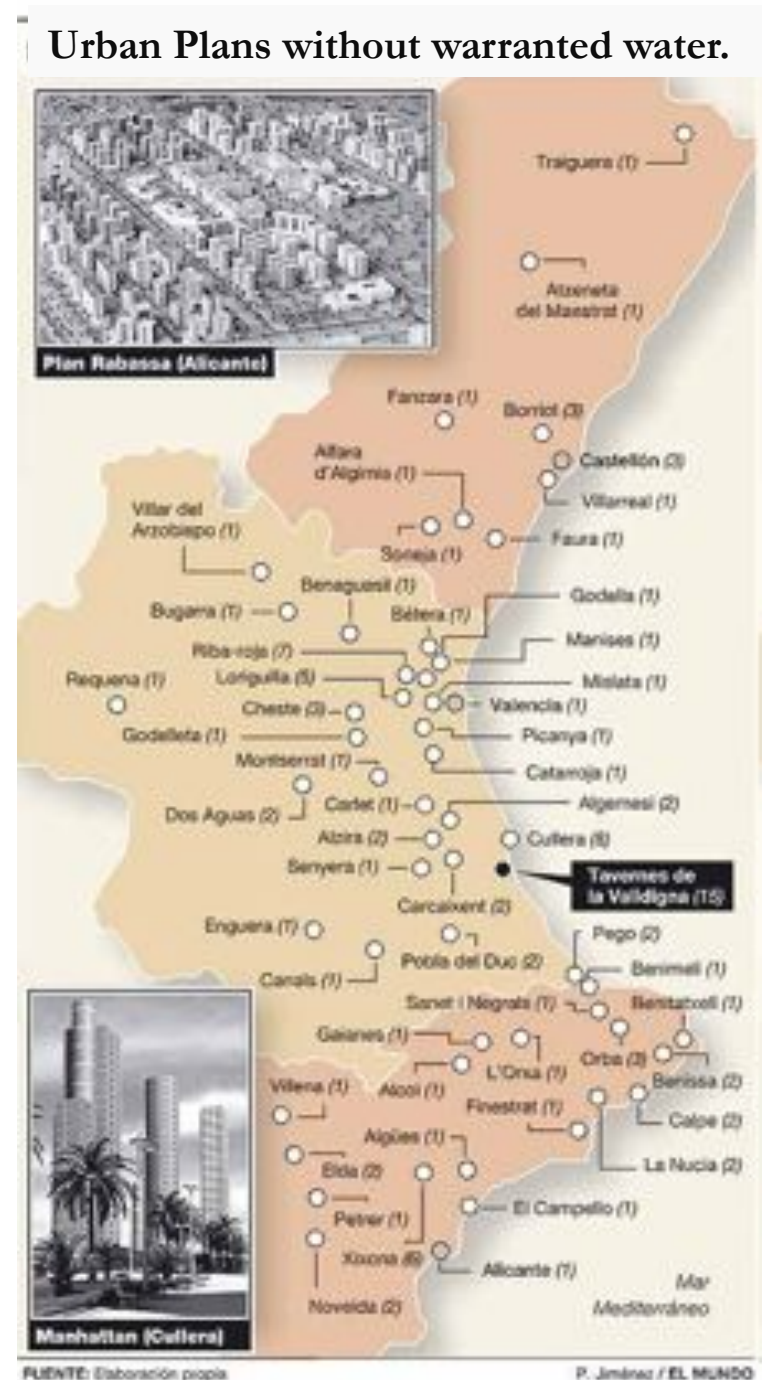 Urban Plans without warranted water.
Plan Rabassa (Alicante)
Traiguera (1)
Atzeneta
del Maestrat (1)
Fanzara (1)
Borriol (3)
Alfara
d'Algimia (1)
Castellón (3)
Villarreal (1)
Villar del
Arzobispo (1)
Soneja (1)
Faura (1)
Benaguasil (1)
Godella (1)
Bugarra (1)
Bétera (1)
Manises (1)
Riba-roja (7)
Requena (1)
Loriguilla (5)
Mislata (1)
Cheste (3)
Valencia (1)
Godelleta (1)
Picanya (1)
Montserrat (1)
Catarroja (1)
Dos Aguas (2)
Carlet (1)
Algemesí (2)
Alzira (2)
Cullera (6)
Senyera (1)
Tavernes de
la Valldigna (15)
Carcaixent (2)
Enguera (1)
Pego (2)
Pobla del Duc (2)
Benimeli (1)
Canals (1)
Sanet i Negrals (1)
Benitatxell (1)
Gaianes (1)
L'Orxa (1)
Orba (3)
Benissa (2)
Villena (1)
Alcoi (1)
Finestrat (1)
Calpe (2)
Aigües (1)
La Nucia (2)
Elda (2)
Petrer (1)
El Campello (1)
Xixona (6)
Alicante (1)
Novelda (2)
Mar
Mediterráneo
Manhattan (Cullera)
FUENTE: Elaboración propia
P. Jiménez / EL MUNDO